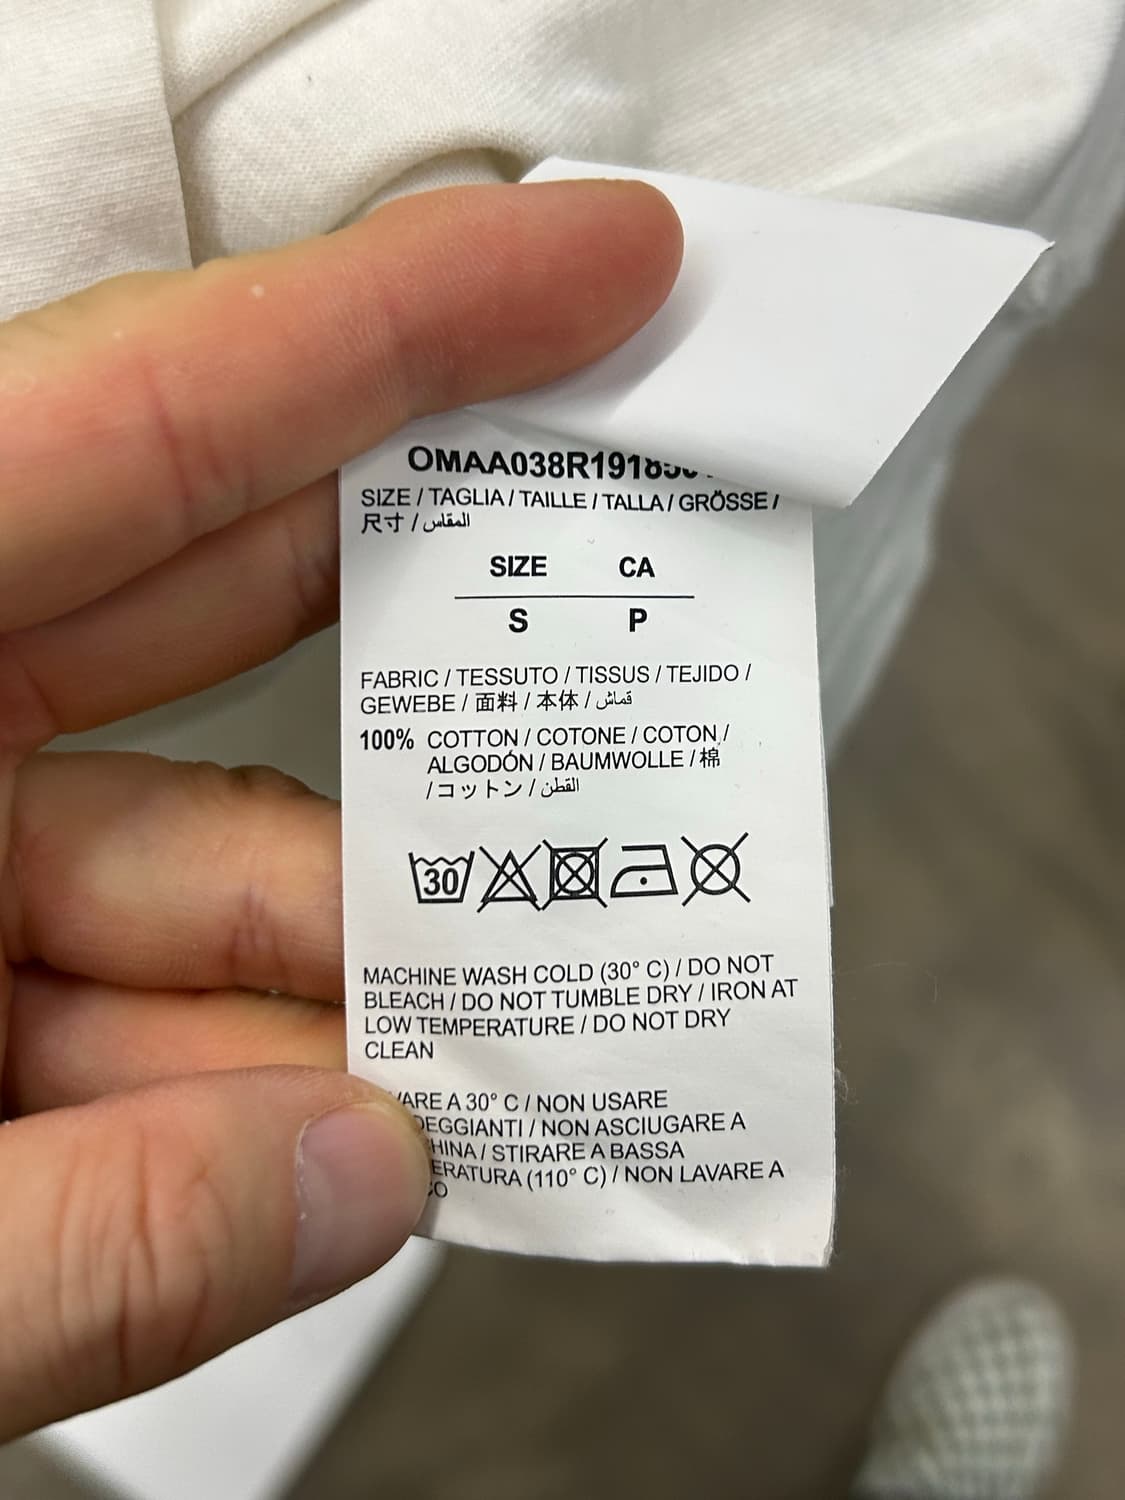 SIZE / TAGLIA / TAILLE / TALLA / GRÖSSE /
尺寸 / المقاس
SIZE CA
S P
FABRIC / TESSUTO / TISSUS / TEJIDO /
GEWEBE / 面料 / 本体 / قماش
100% COTTON / COTONE / COTON /
ALGODÓN / BAUMWOLLE / 棉
/ コットン / القطن
30
MACHINE WASH COLD (30° C) / DO NOT
BLEACH / DO NOT TUMBLE DRY / IRON AT
LOW TEMPERATURE / DO NOT DRY
CLEAN
A 30° C / NON USARE
/ NON ASCIUGARE A
/ STIRARE A BASSA
(110° C) / NON LAVARE A